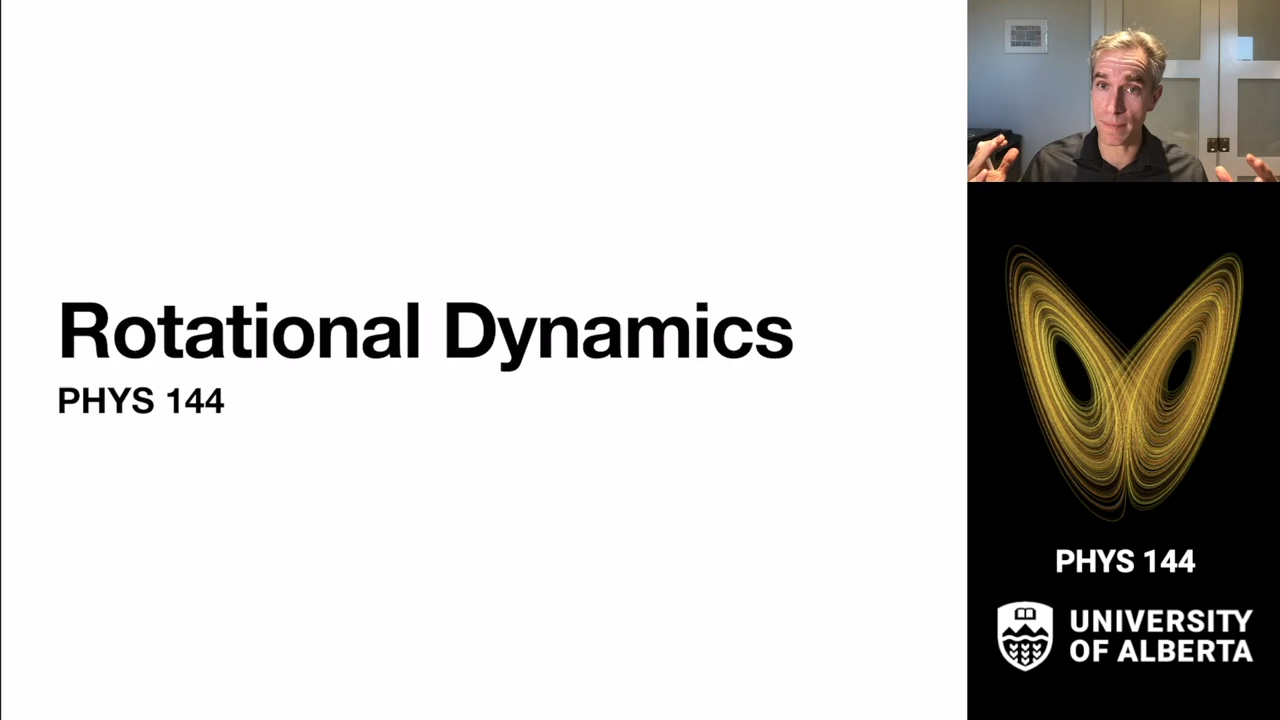 Rotational Dynamics
PHYS 144
PHYS 144
UNIVERSITY
OF ALBERTA